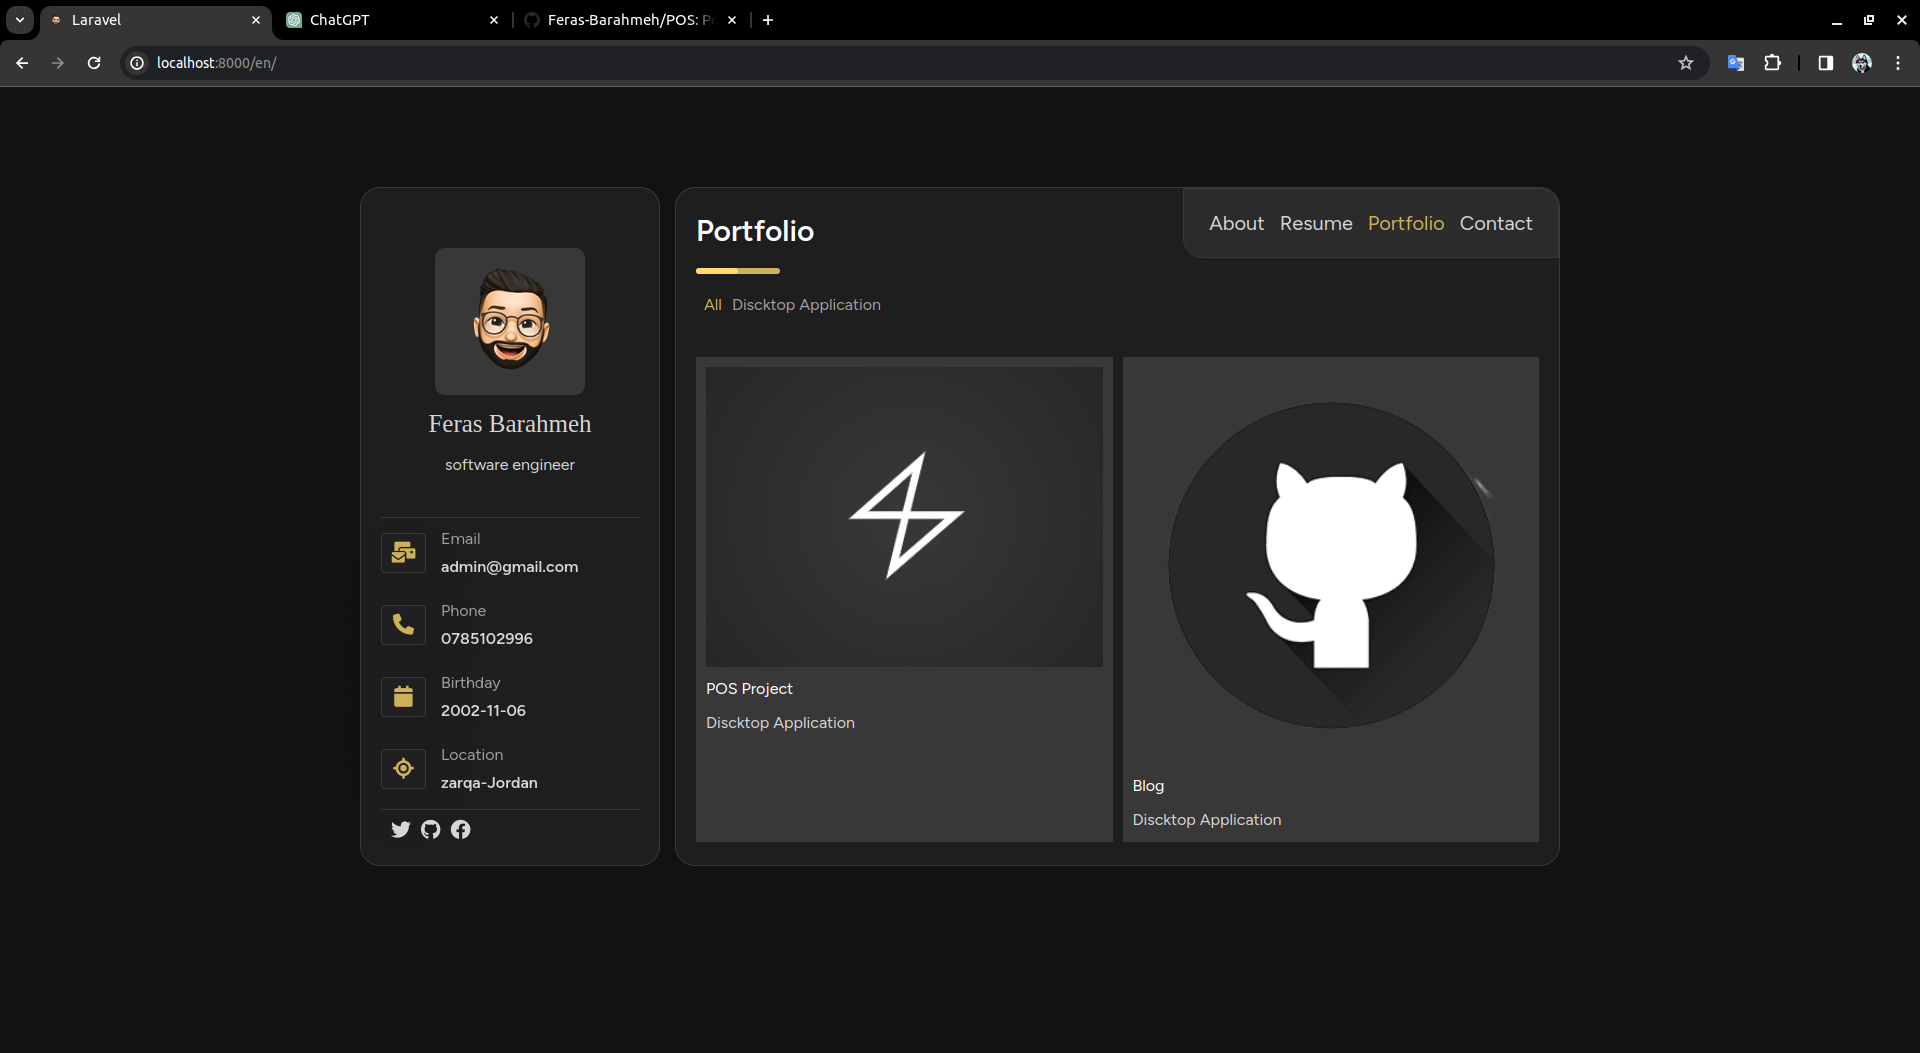 Laravel
ChatGPT
Feras-Barahmeh/POS: P
localhost:8000/en/
Feras Barahmeh
software engineer
Email
admin@gmail.com
Phone
0785102996
Birthday
2002-11-06
Location
zarqa-Jordan
Portfolio
About Resume Portfolio Contact
All Discktop Application
POS Project
Discktop Application
Blog
Discktop Application